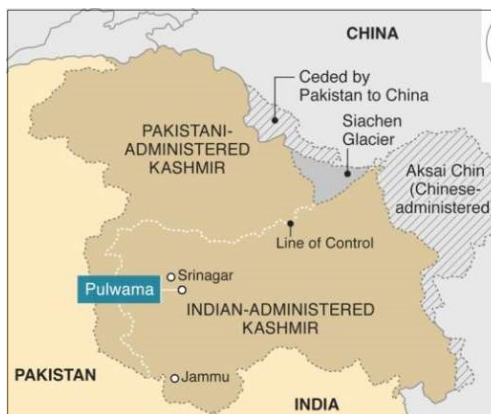 CHINA
Ceded by
Pakistan to China
Siachen
Glacier
PAKISTANI-
ADMINISTERED
KASHMIR
Aksai Chin
(Chinese-
administered
Line of Control
Srinagar
Pulwama
INDIAN-ADMINISTERED
KASHMIR
PAKISTAN
Jammu
INDIA